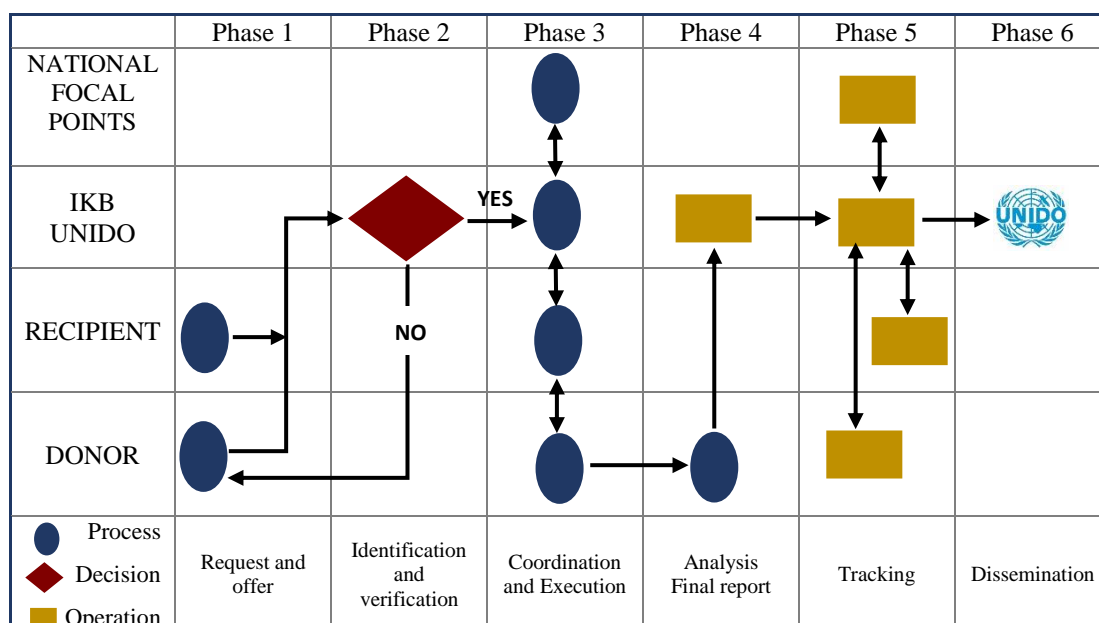 Phase 1
Phase 2
Phase 3
Phase 4
Phase 5
Phase 6
NATIONAL
FOCAL
POINTS
IKB
UNIDO
YES
UNIDO
RECIPIENT
NO
DONOR
Process
Decision
Operation
Request and
offer
Identification
and
verification
Coordination
and Execution
Analysis
Final report
Tracking
Dissemination